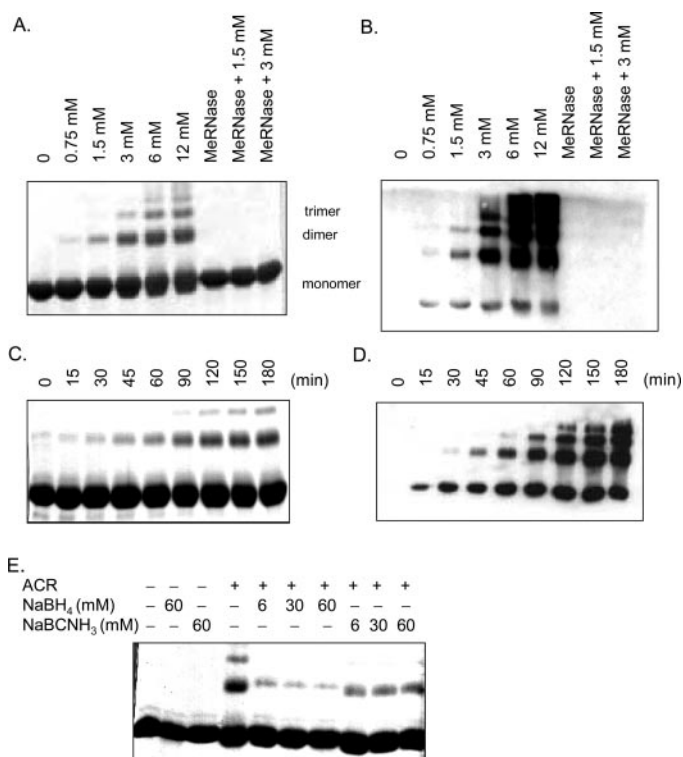 A.
0
0.75 mM
1.5 mM
3 mM
6 mM
12 mM
MeRNase
MeRNase + 1.5 mM
MeRNase + 3 mM
trimer
dimer
monomer
B.
0
.75 mM
1.5 mM
3 mM
6 mM
12 mM
MeRNase
MeRNase + 1.5 mM
MeRNase + 3 mM
C.
0 15 30 45 60 90 120 150 180 (min)
D.
0 15 30 45 60 90 120 150 180 (min)
E.
ACR – – – + + + + + + +
NaBH₄ (mM) – 60 – – 6 30 60 – – –
NaBCNH₃ (mM) – – 60 – – – – 6 30 60